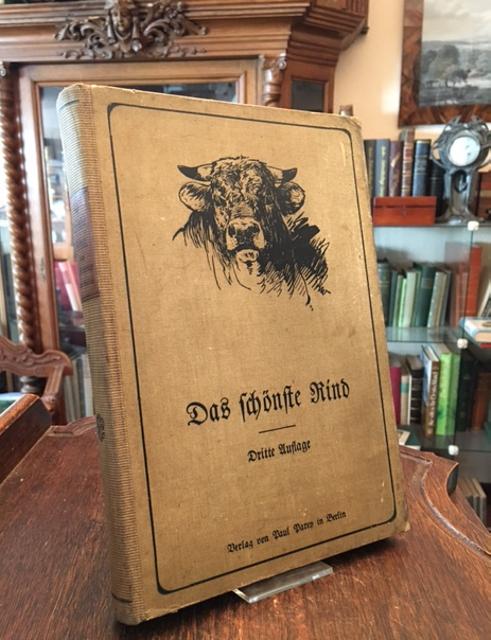 Das ſchönſte Rind
Dritte Auflage
Verlag von Paul Parey in Berlin